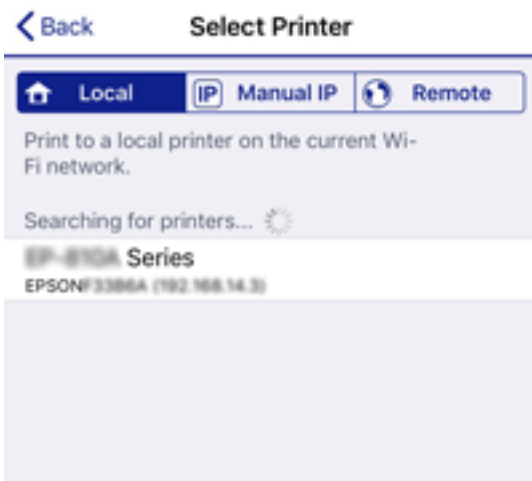 Back
Select Printer
Local
IP Manual IP
Remote
Print to a local printer on the current Wi-
Fi network.
Searching for printers...
Series
EPSON